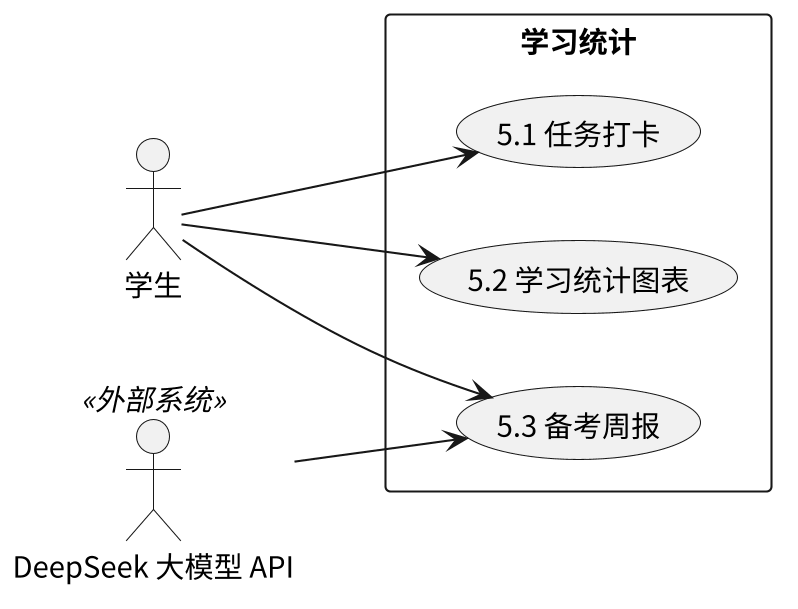 学习统计
5.1 任务打卡
学生
5.2 学习统计图表
«外部系统»
5.3 备考周报
DeepSeek 大模型 API